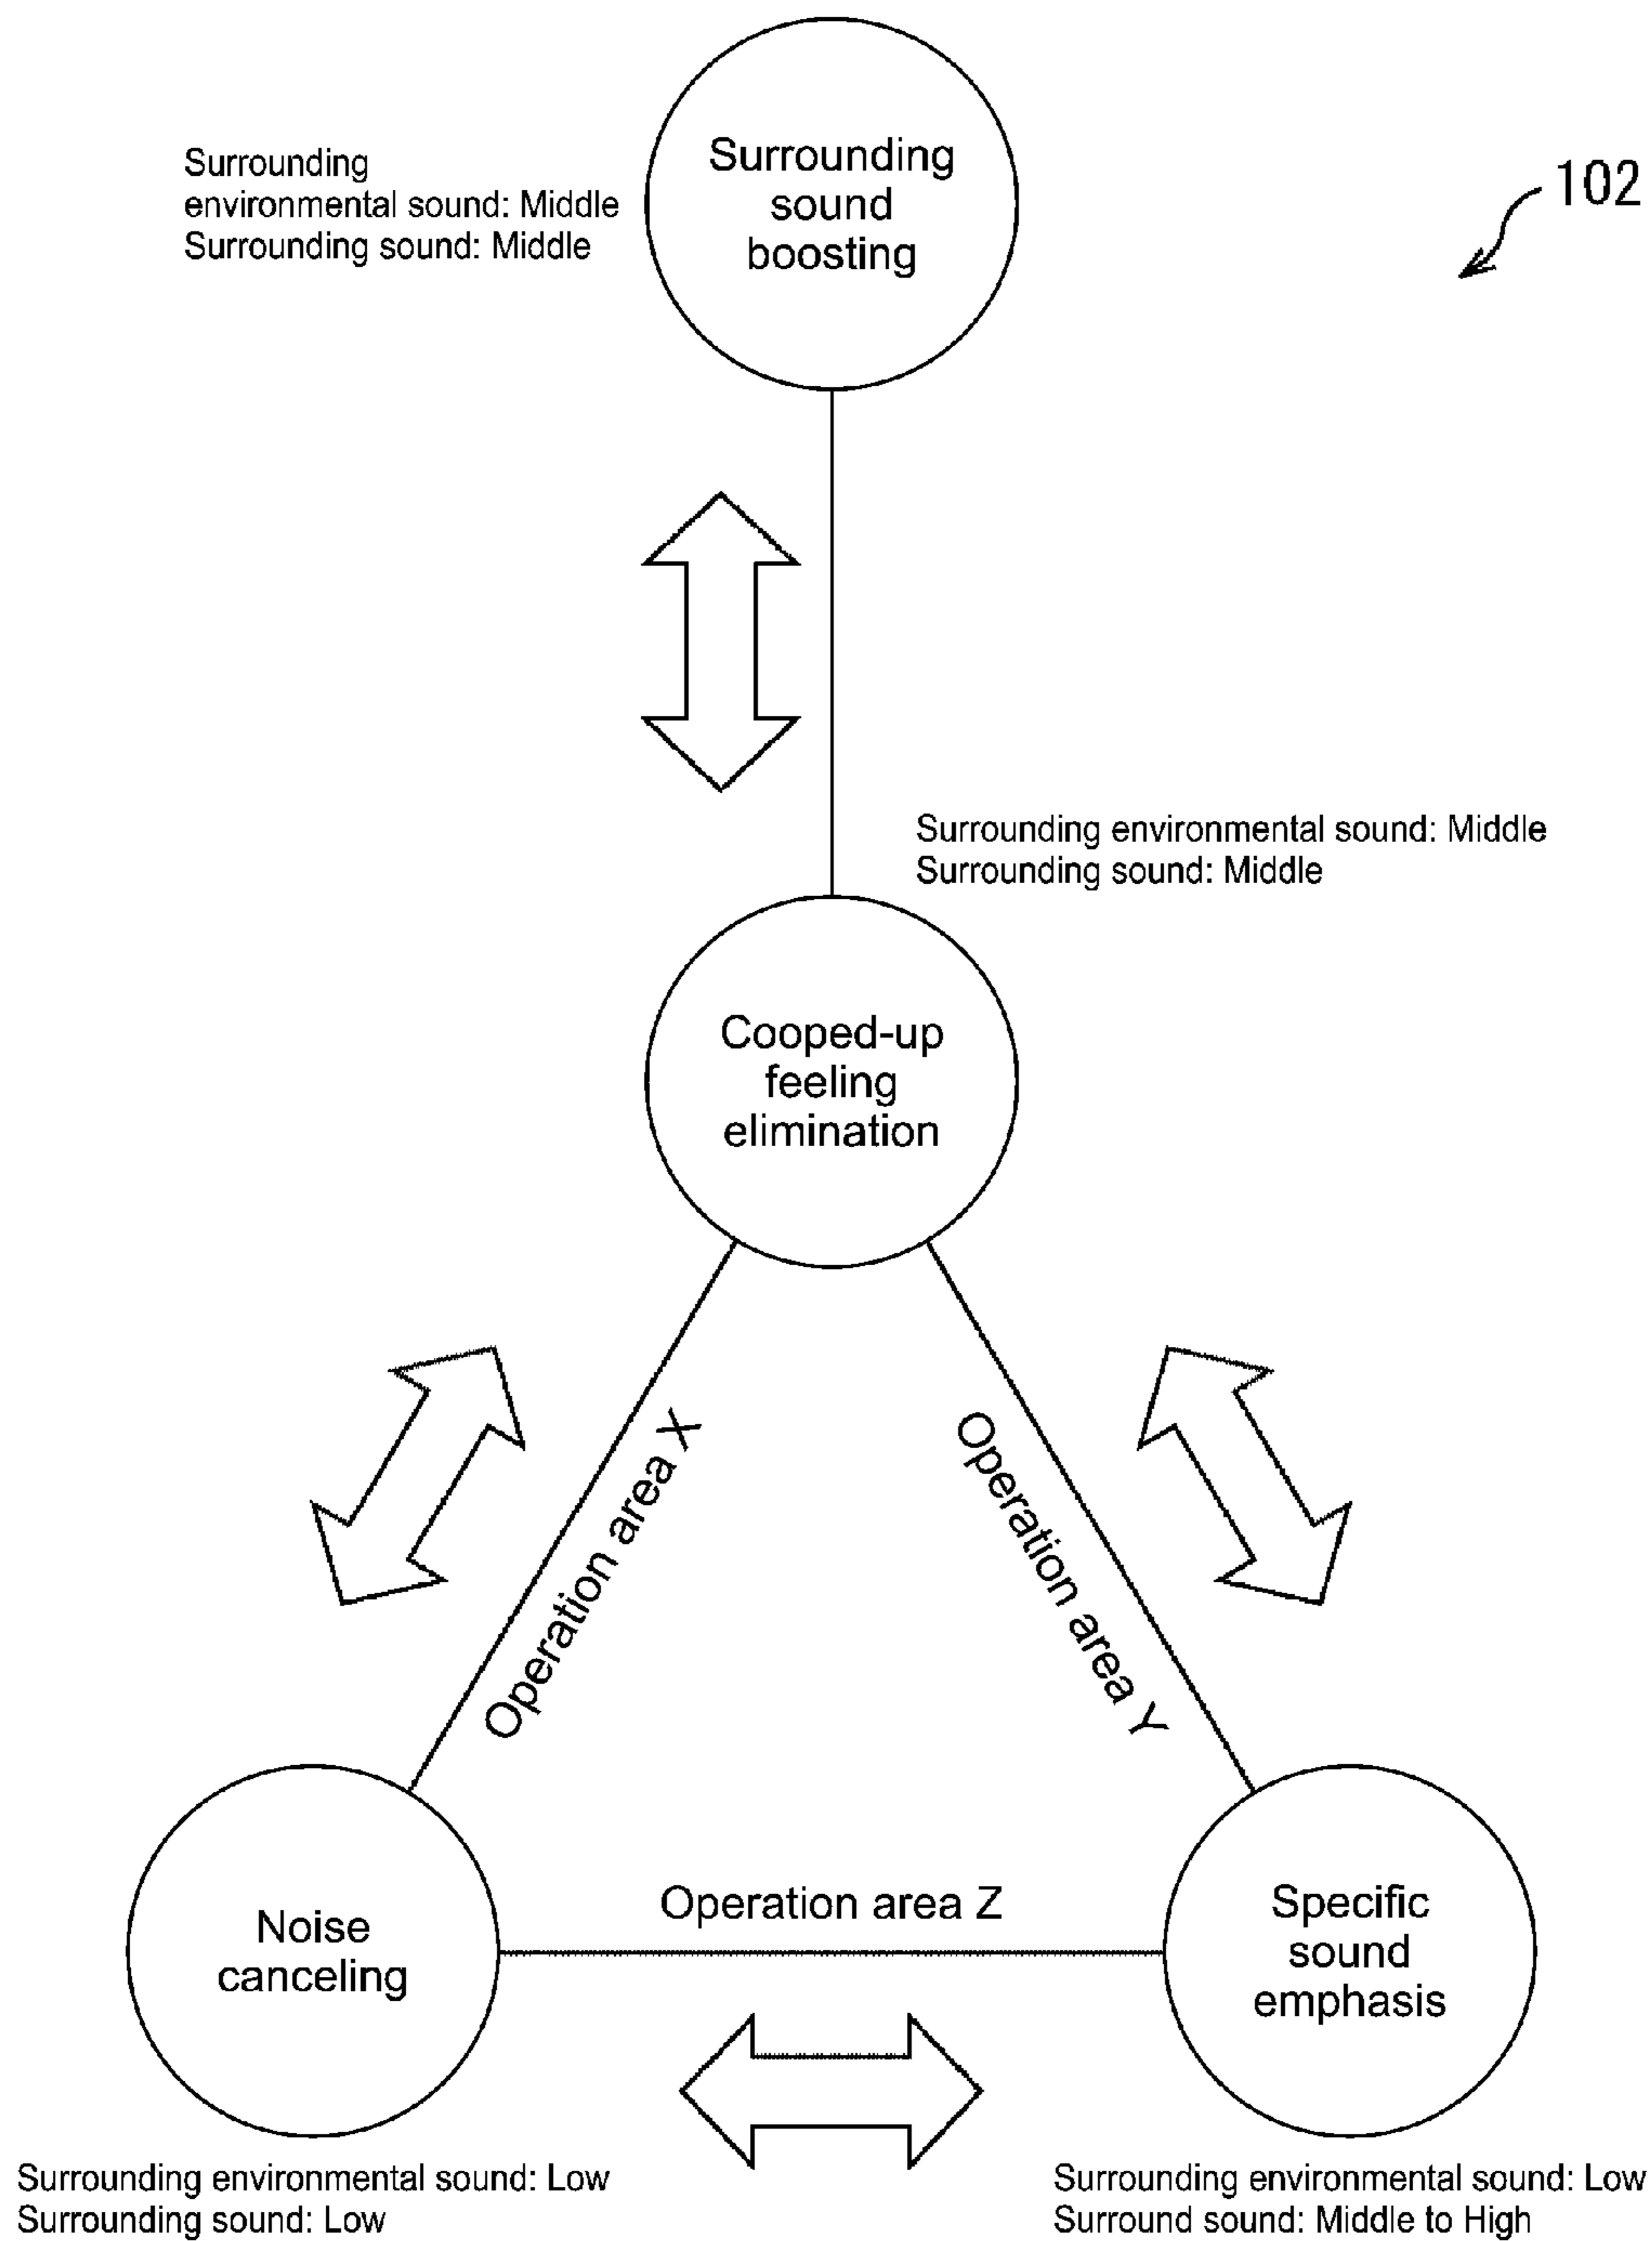 Surrounding
environmental sound: Middle
Surrounding sound: Middle
Surrounding
sound
boosting
102
Surrounding environmental sound: Middle
Surrounding sound: Middle
Cooped-up
feeling
elimination
Operation area X
Operation area Y
Operation area Z
Noise
canceling
Specific
sound
emphasis
Surrounding environmental sound: Low
Surrounding sound: Low
Surrounding environmental sound: Low
Surround sound: Middle to High